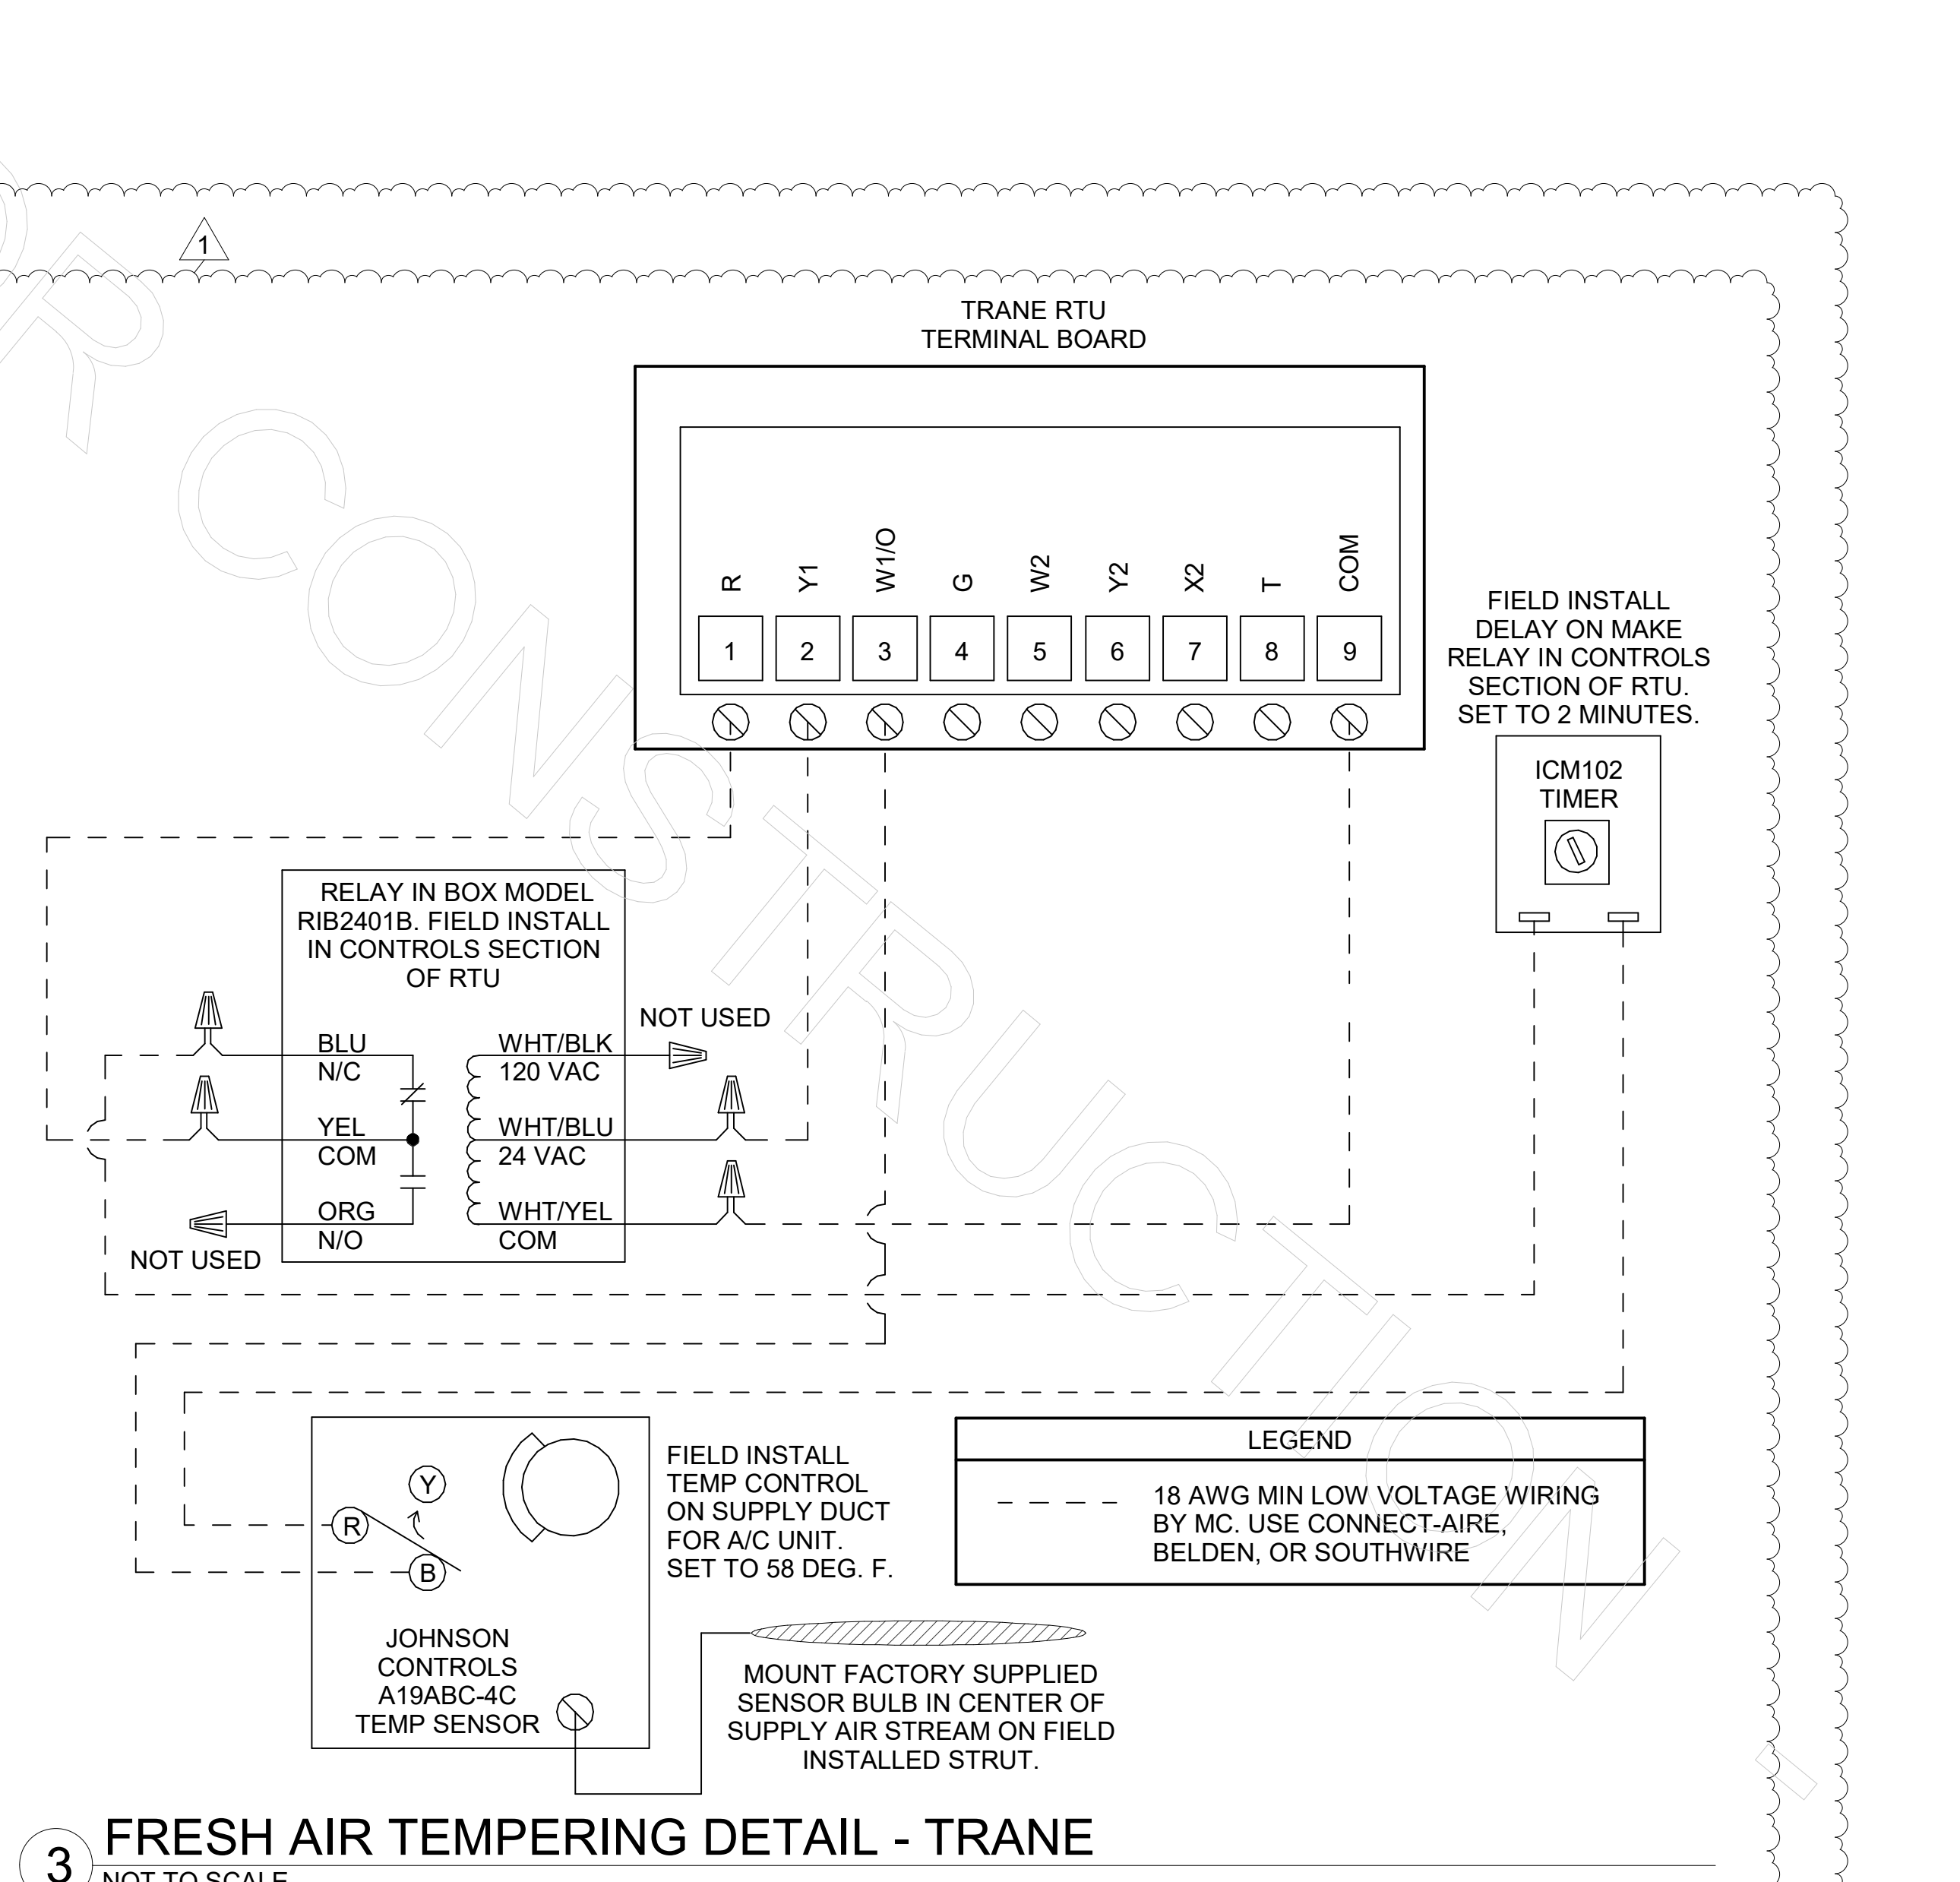 1
TRANE RTU
TERMINAL BOARD
R Y1 W1/O G W2 Y2 X2 T COM
1 2 3 4 5 6 7 8 9
FIELD INSTALL
DELAY ON MAKE
RELAY IN CONTROLS
SECTION OF RTU.
SET TO 2 MINUTES.
ICM102
TIMER
RELAY IN BOX MODEL
RIB2401B. FIELD INSTALL
IN CONTROLS SECTION
OF RTU
NOT USED
BLU
N/C
WHT/BLK
120 VAC
YEL
COM
WHT/BLU
24 VAC
ORG
N/O
WHT/YEL
COM
NOT USED
Y
R
B
JOHNSON
CONTROLS
A19ABC-4C
TEMP SENSOR
FIELD INSTALL
TEMP CONTROL
ON SUPPLY DUCT
FOR A/C UNIT.
SET TO 58 DEG. F.
LEGEND
18 AWG MIN LOW VOLTAGE WIRING
BY MC. USE CONNECT-AIRE,
BELDEN, OR SOUTHWIRE
MOUNT FACTORY SUPPLIED
SENSOR BULB IN CENTER OF
SUPPLY AIR STREAM ON FIELD
INSTALLED STRUT.
3
FRESH AIR TEMPERING DETAIL - TRANE
NOT TO SCALE
OR CONSTRUCTION -